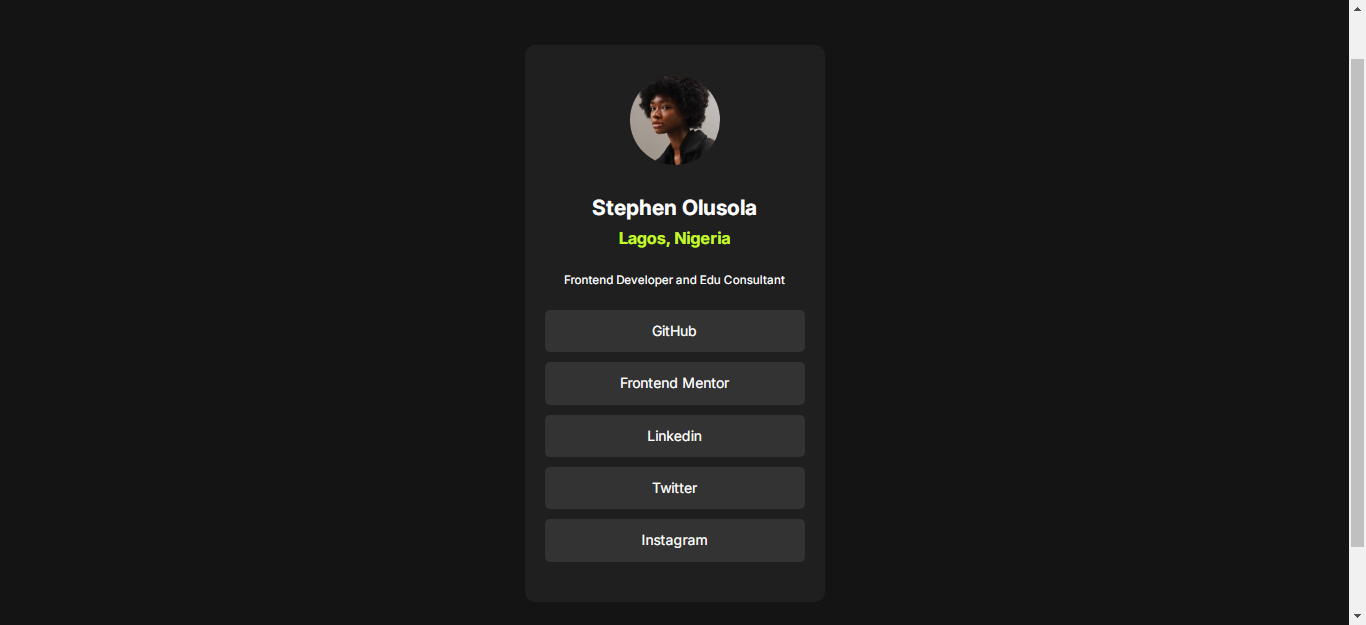 Stephen Olusola
Lagos, Nigeria
Frontend Developer and Edu Consultant
GitHub
Frontend Mentor
Linkedin
Twitter
Instagram